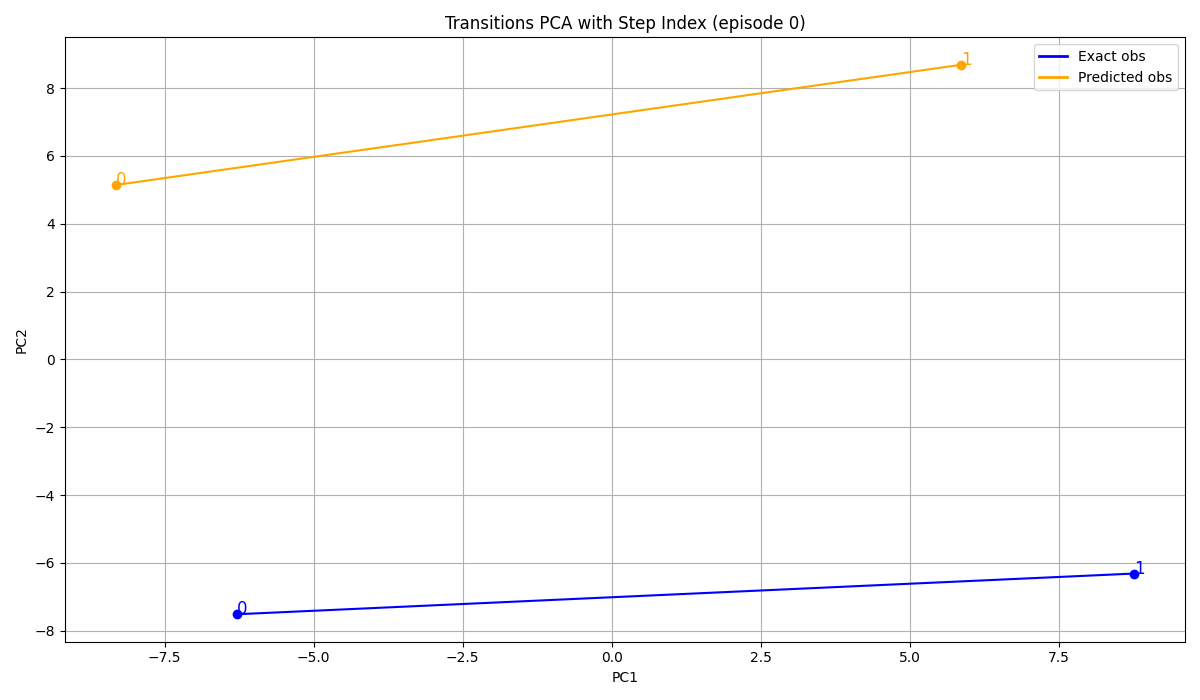 Transitions PCA with Step Index (episode 0)
Exact obs
Predicted obs
1
0
0
1
8
6
4
2
0
−2
−4
−6
−8
PC2
−7.5 −5.0 −2.5 0.0 2.5 5.0 7.5
PC1